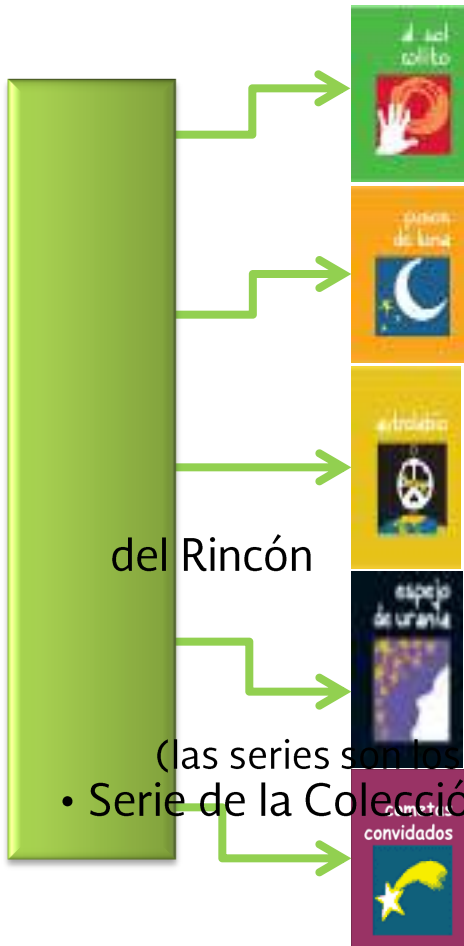 al sol
solito
pasos
de luna
astrolabio
del Rincón
espejo
de urania
(las series son los
• Serie de la Colecció
cometas
convidados